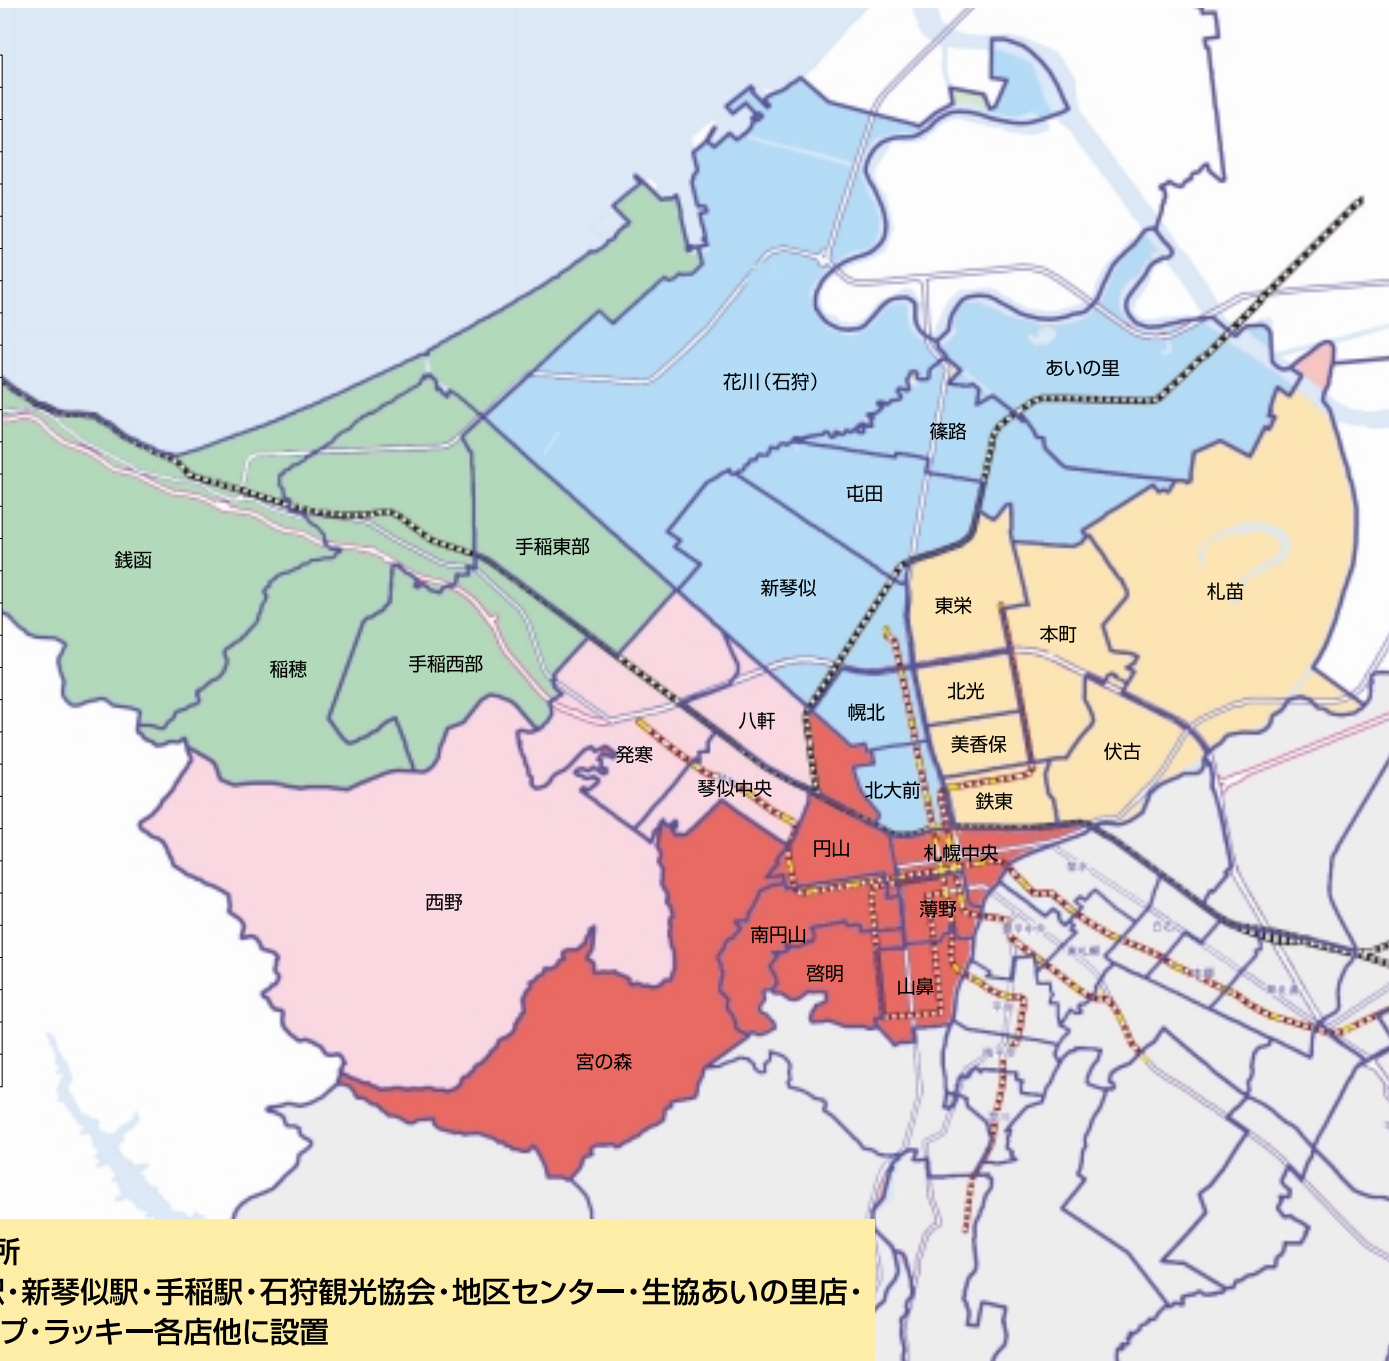 花川（石狩）
あいの里
篠路
屯田
手稲東部
銭函
新琴似
札苗
東栄
本町
手稲西部
稲穂
北光
幌北
八軒
美香保
伏古
発寒
琴似中央
北大前
鉄東
円山
札幌中央
西野
薄野
南円山
啓明
山鼻
宮の森
所
・新琴似駅・手稲駅・石狩観光協会・地区センター・生協あいの里店・
プ・ラッキー各店他に設置